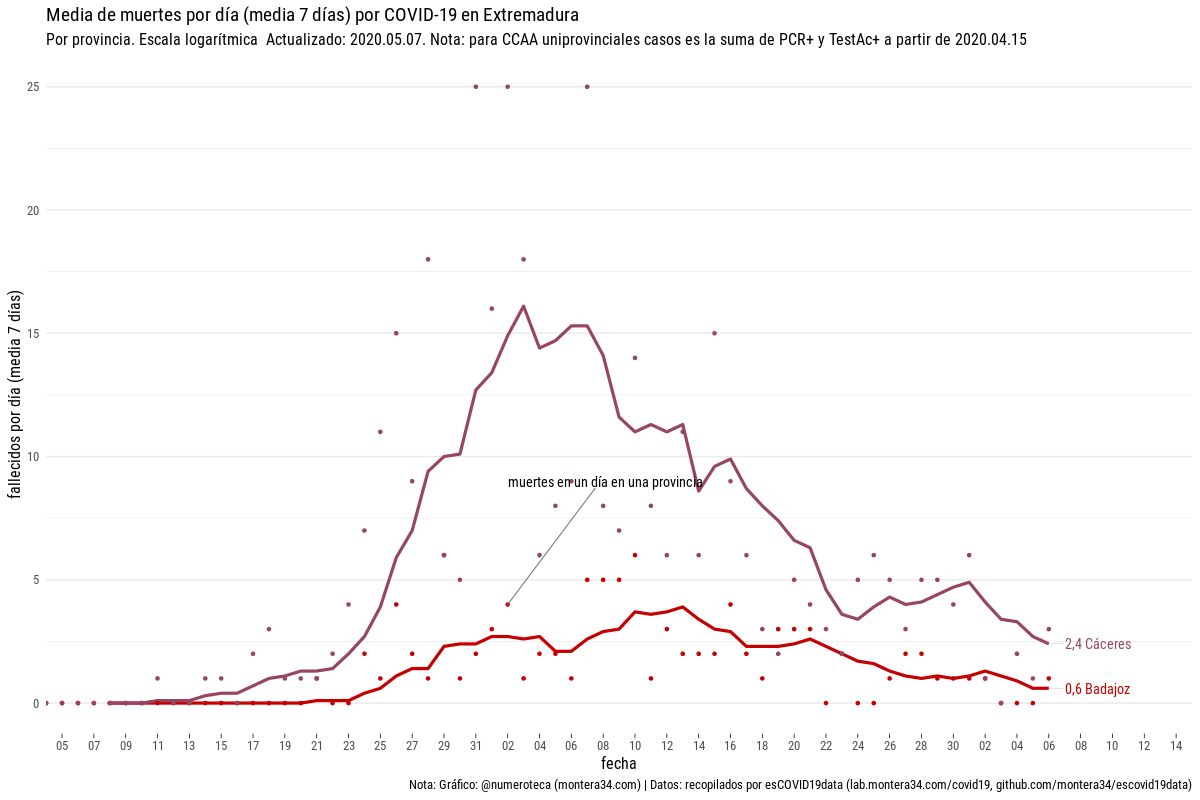 Media de muertes por día (media 7 días) por COVID-19 en Extremadura
Por provincia. Escala logarítmica  Actualizado: 2020.05.07. Nota: para CCAA uniprovinciales casos es la suma de PCR+ y TestAc+ a partir de 2020.04.15
fallecidos por día (media 7 días)
25
20
15
10
5
0
muertes en un día en una provincia
2,4 Cáceres
0,6 Badajoz
05 07 09 11 13 15 17 19 21 23 25 27 29 31 02 04 06 08 10 12 14 16 18 20 22 24 26 28 30 02 04 06 08 10 12 14
fecha
Nota: Gráfico: @numeroteca (montera34.com) | Datos: recopilados por esCOVID19data (lab.montera34.com/covid19, github.com/montera34/escovid19data)